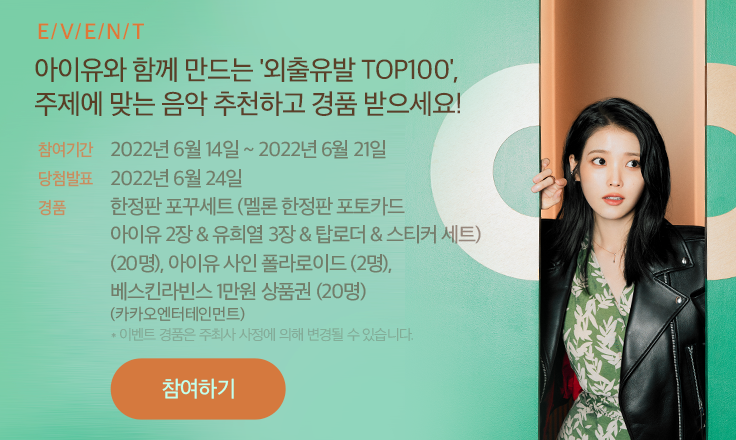 E/V/E/N/T
아이유와 함께 만드는 '외출유발 TOP100',
주제에 맞는 음악 추천하고 경품 받으세요!
참여기간 2022년 6월 14일 ~ 2022년 6월 21일
당첨발표 2022년 6월 24일
경품 한정판 포꾸세트 (멜론 한정판 포토카드
아이유 2장 & 유희열 3장 & 탑로더 & 스티커 세트)
(20명), 아이유 사인 폴라로이드 (2명),
베스킨라빈스 1만원 상품권 (20명)
(카카오엔터테인먼트)
* 이벤트 경품은 주최사 사정에 의해 변경될 수 있습니다.
참여하기